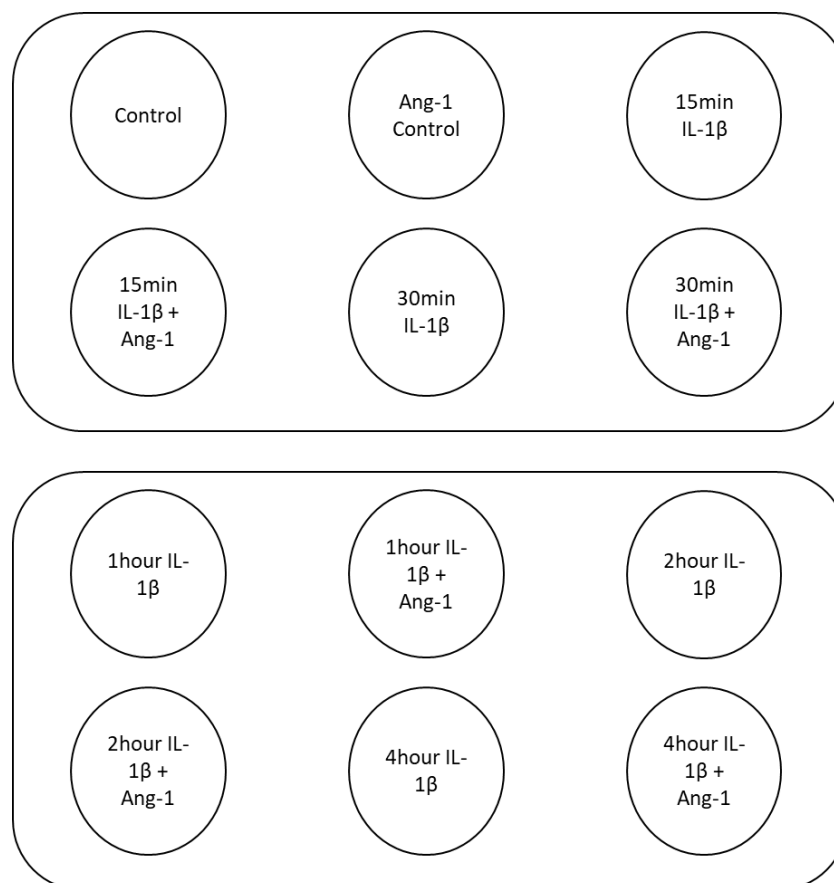 Control
Ang-1
Control
15min
IL-1β
15min
IL-1β +
Ang-1
30min
IL-1β
30min
IL-1β +
Ang-1
1hour IL-
1β
1hour IL-
1β +
Ang-1
2hour IL-
1β
2hour IL-
1β +
Ang-1
4hour IL-
1β
4hour IL-
1β +
Ang-1